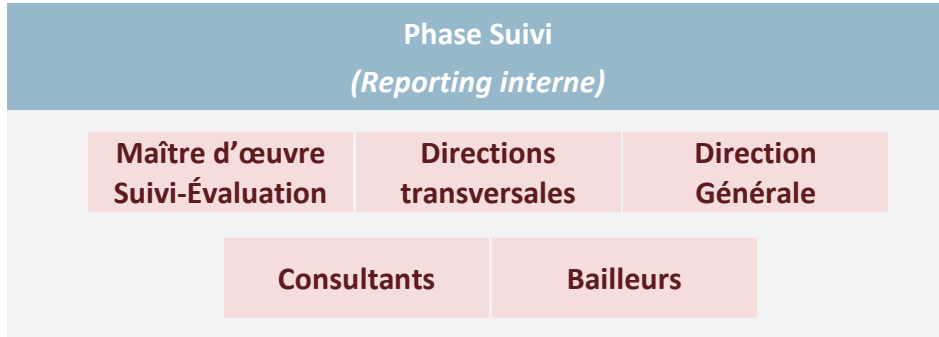 Phase Suivi
(Reporting interne)
Maître d'œuvre Suivi-Évaluation
Directions transversales
Direction Générale
Consultants
Bailleurs